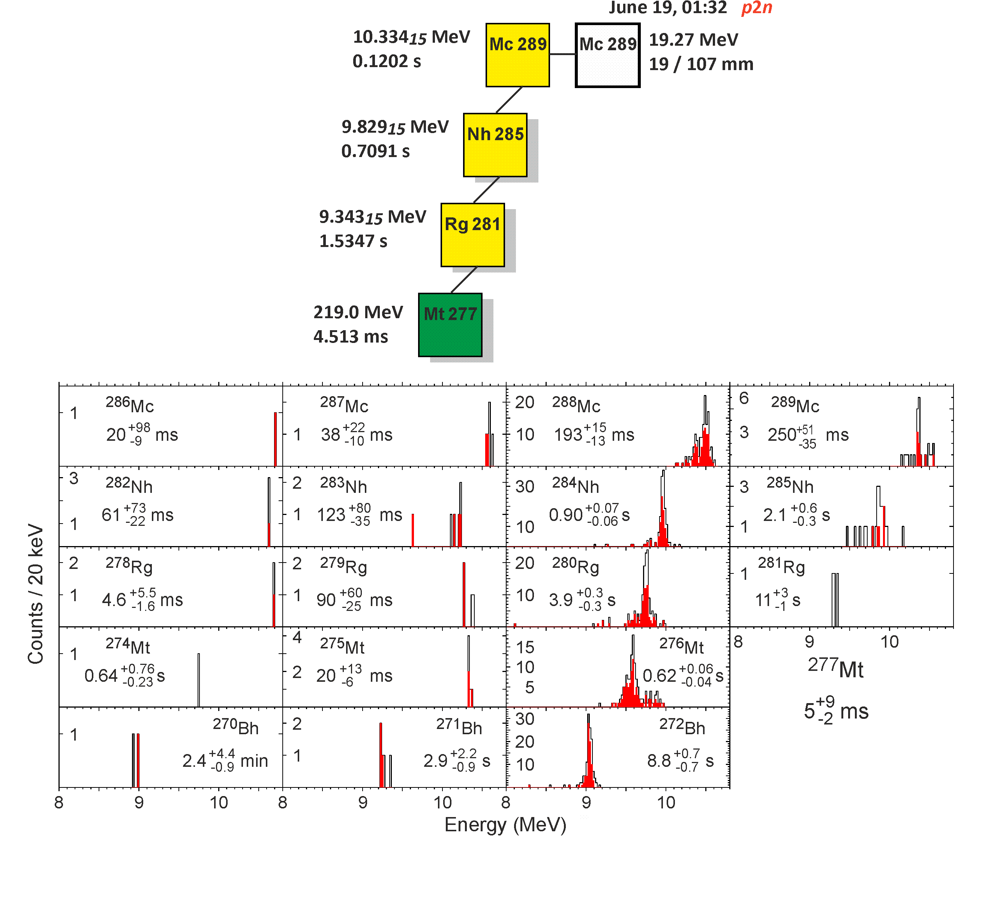 June 19, 01:32 p2n
10.33415 MeV
0.1202 s
Mc 289
Mc 289
19.27 MeV
19 / 107 mm
9.82915 MeV
0.7091 s
Nh 285
9.34315 MeV
1.5347 s
Rg 281
219.0 MeV
4.513 ms
Mt 277
Counts / 20 keV
1
286Mc
20 +98 -9 ms
1
287Mc
38 +22 -10 ms
20
10
288Mc
193 +15 -13 ms
6
3
289Mc
250 +51 -35 ms
3
1
282Nh
61 +73 -22 ms
2
1
283Nh
123 +80 -35 ms
30
10
284Nh
0.90 +0.07 -0.06 s
3
1
285Nh
2.1 +0.6 -0.3 s
2
1
278Rg
4.6 +5.5 -1.6 ms
2
1
279Rg
90 +60 -25 ms
20
10
280Rg
3.9 +0.3 -0.3 s
1
281Rg
11 +3 -1 s
8 9 10
1
274Mt
0.64 +0.76 -0.23 s
4
2
275Mt
20 +13 -6 ms
15
10
5
276Mt
0.62 +0.06 -0.04 s
277Mt
5 +9 -2 ms
1
270Bh
2.4 +4.4 -0.9 min
2
1
271Bh
2.9 +2.2 -0.9 s
30
20
10
272Bh
8.8 +0.7 -0.7 s
8 9 10 8 9 10 8 9 10
Energy (MeV)